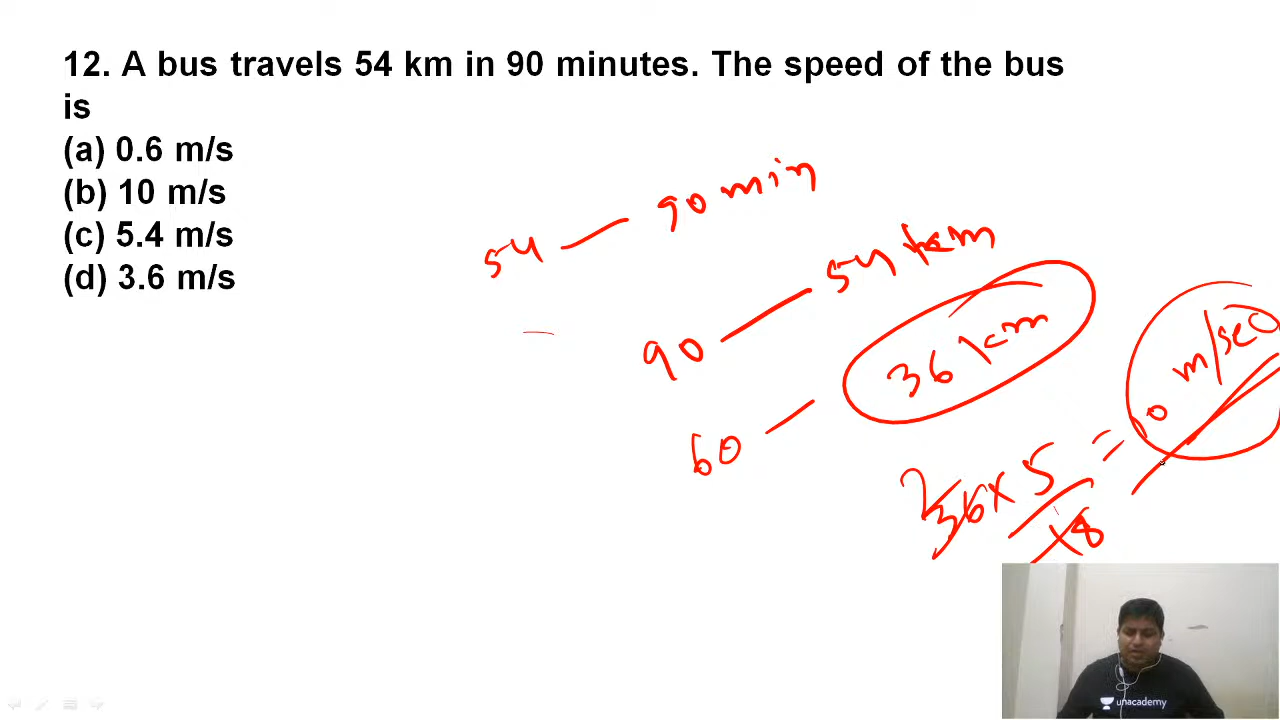 12. A bus travels 54 km in 90 minutes. The speed of the bus
is
(a) 0.6 m/s
(b) 10 m/s
(c) 5.4 m/s
(d) 3.6 m/s
54 — 90 min
90 — 54 km
60 — 36 km
2
36 × 5/18 = 10 m/sec
unacademy